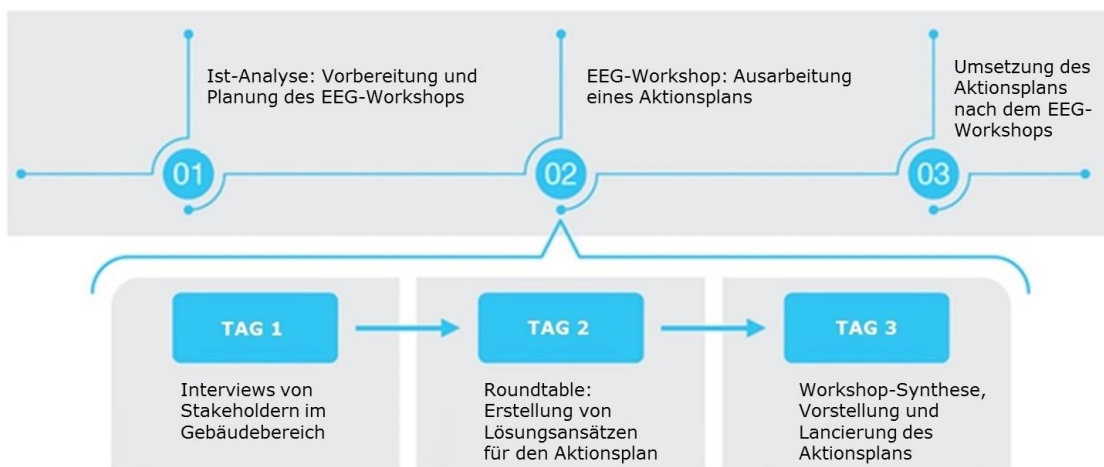 Ist-Analyse: Vorbereitung und
Planung des EEG-Workshops
EEG-Workshop: Ausarbeitung
eines Aktionsplans
Umsetzung des
Aktionsplans
nach dem EEG-
Workshops
01
02
03
TAG 1
TAG 2
TAG 3
Interviews von
Stakeholdern im
Gebäudebereich
Roundtable:
Erstellung von
Lösungsansätzen
für den Aktionsplan
Workshop-Synthese,
Vorstellung und
Lancierung des
Aktionsplans